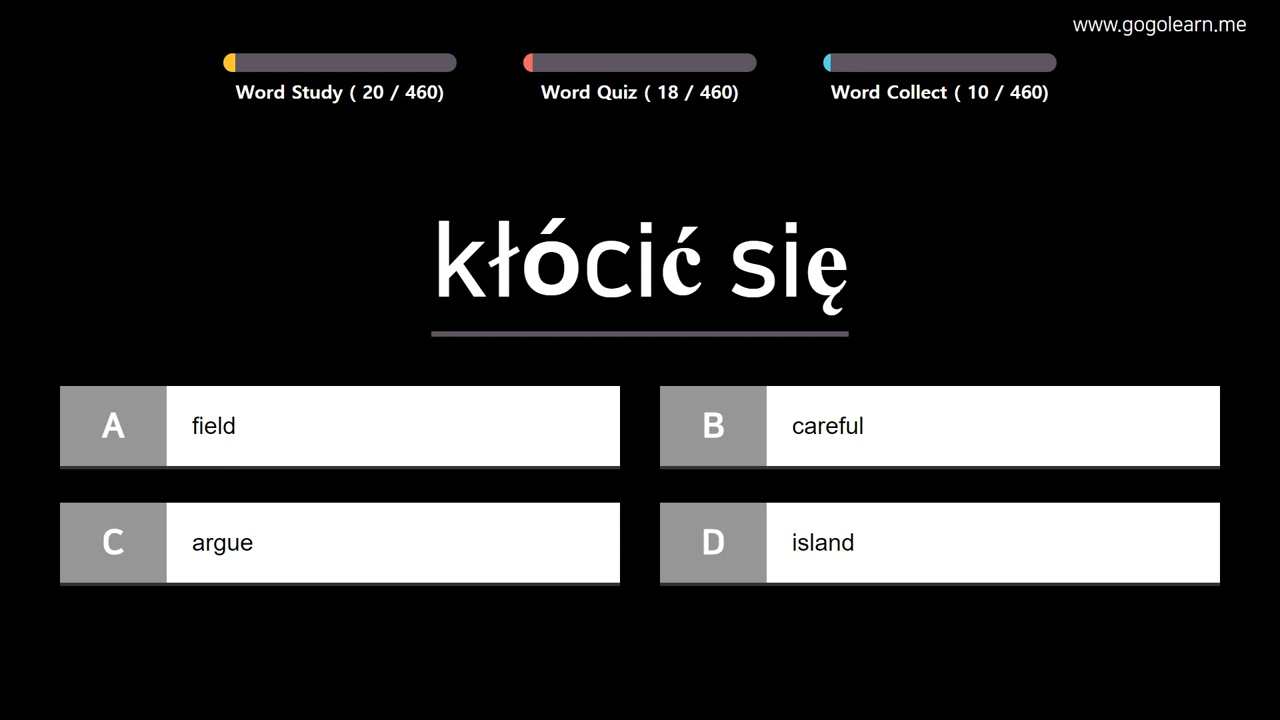 www.gogolearn.me
Word Study ( 20 / 460)
Word Quiz ( 18 / 460)
Word Collect ( 10 / 460)
kłócić się
A field
B careful
C argue
D island